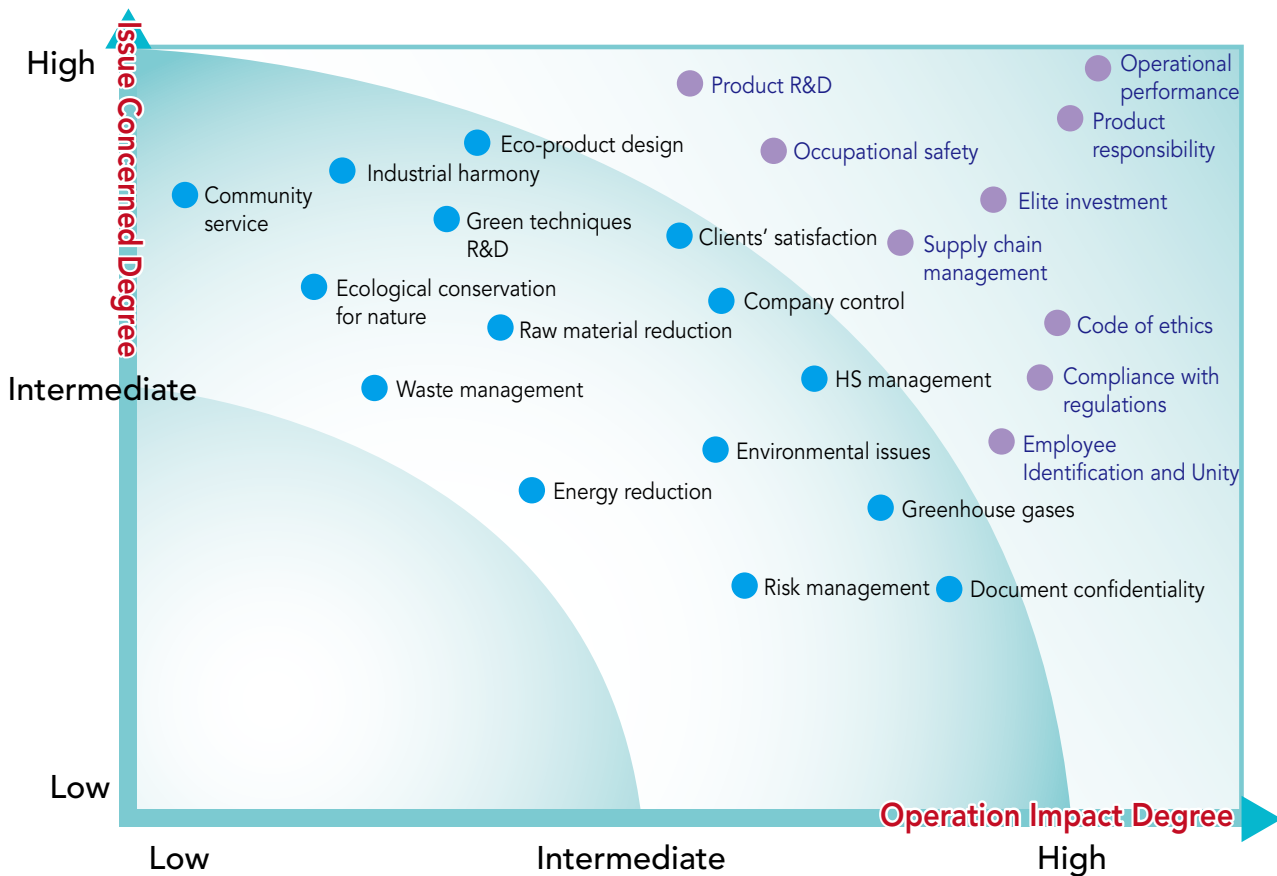 High
Issue Concermed Degree
Product R&D
Operational
performance
Product
responsibility
Eco-product design
Occupational safety
Industrial harmony
Community
service
Elite investment
Green techniques
R&D
Clients' satisfaction
Supply chain
management
Ecological conservation
for nature
Company control
Raw material reduction
Code of ethics
Intermediate
Waste management
HS management
Compliance with
regulations
Environmental issues
Employee
Identification and Unity
Energy reduction
Greenhouse gases
Risk management
Document confidentiality
Low
Operation Impact Degree
Low
Intermediate
High